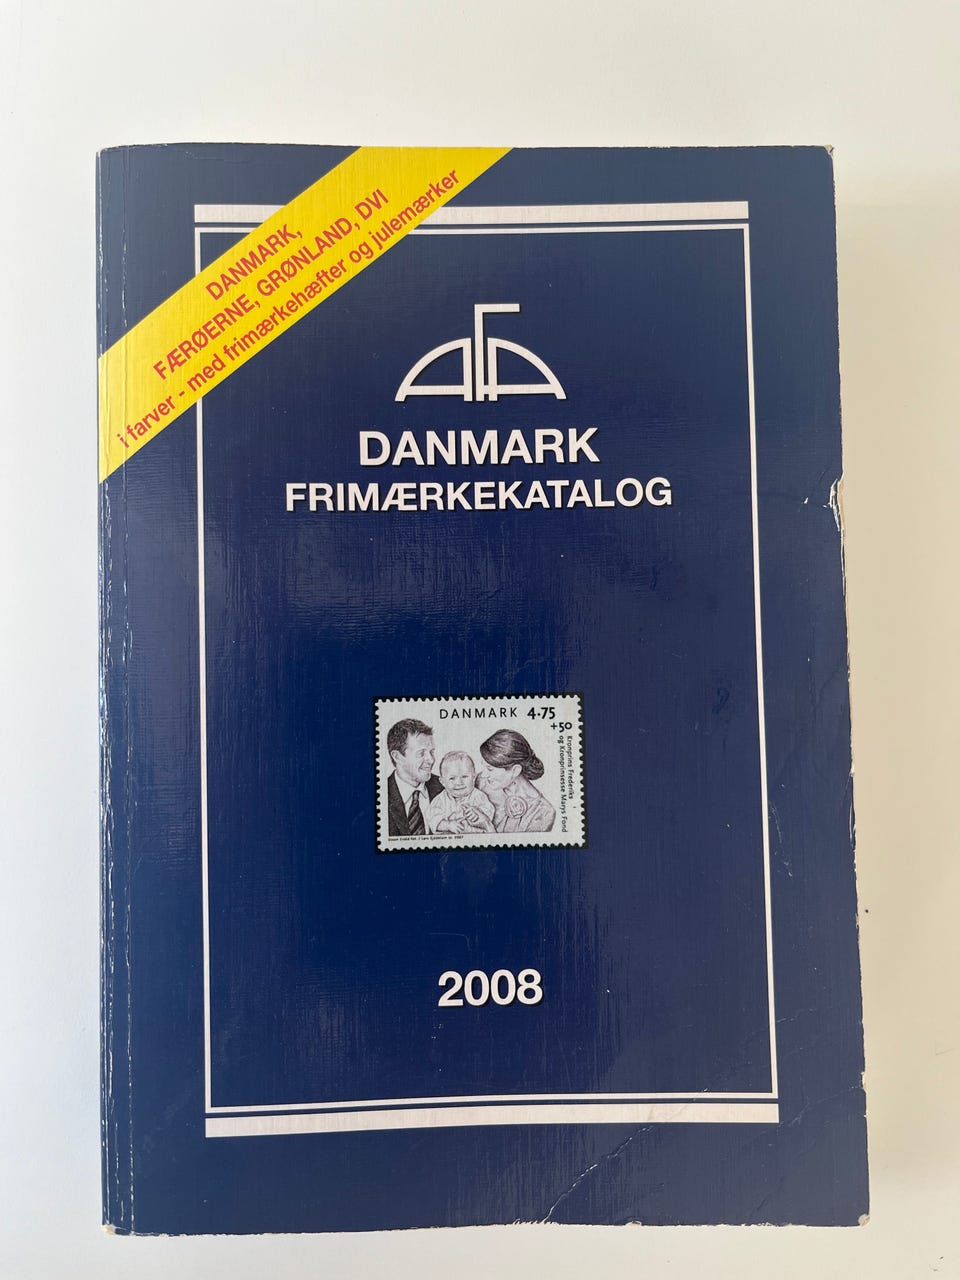 DANMARK,
FÆRØERNE, GRØNLAND, DVI
i farver - med frimærkehæfter og julemærker
AFA
DANMARK
FRIMÆRKEKATALOG
DANMARK 4·75
+50
Kronprins Frederiks
og Kronprinsesse Marys Fond
2008